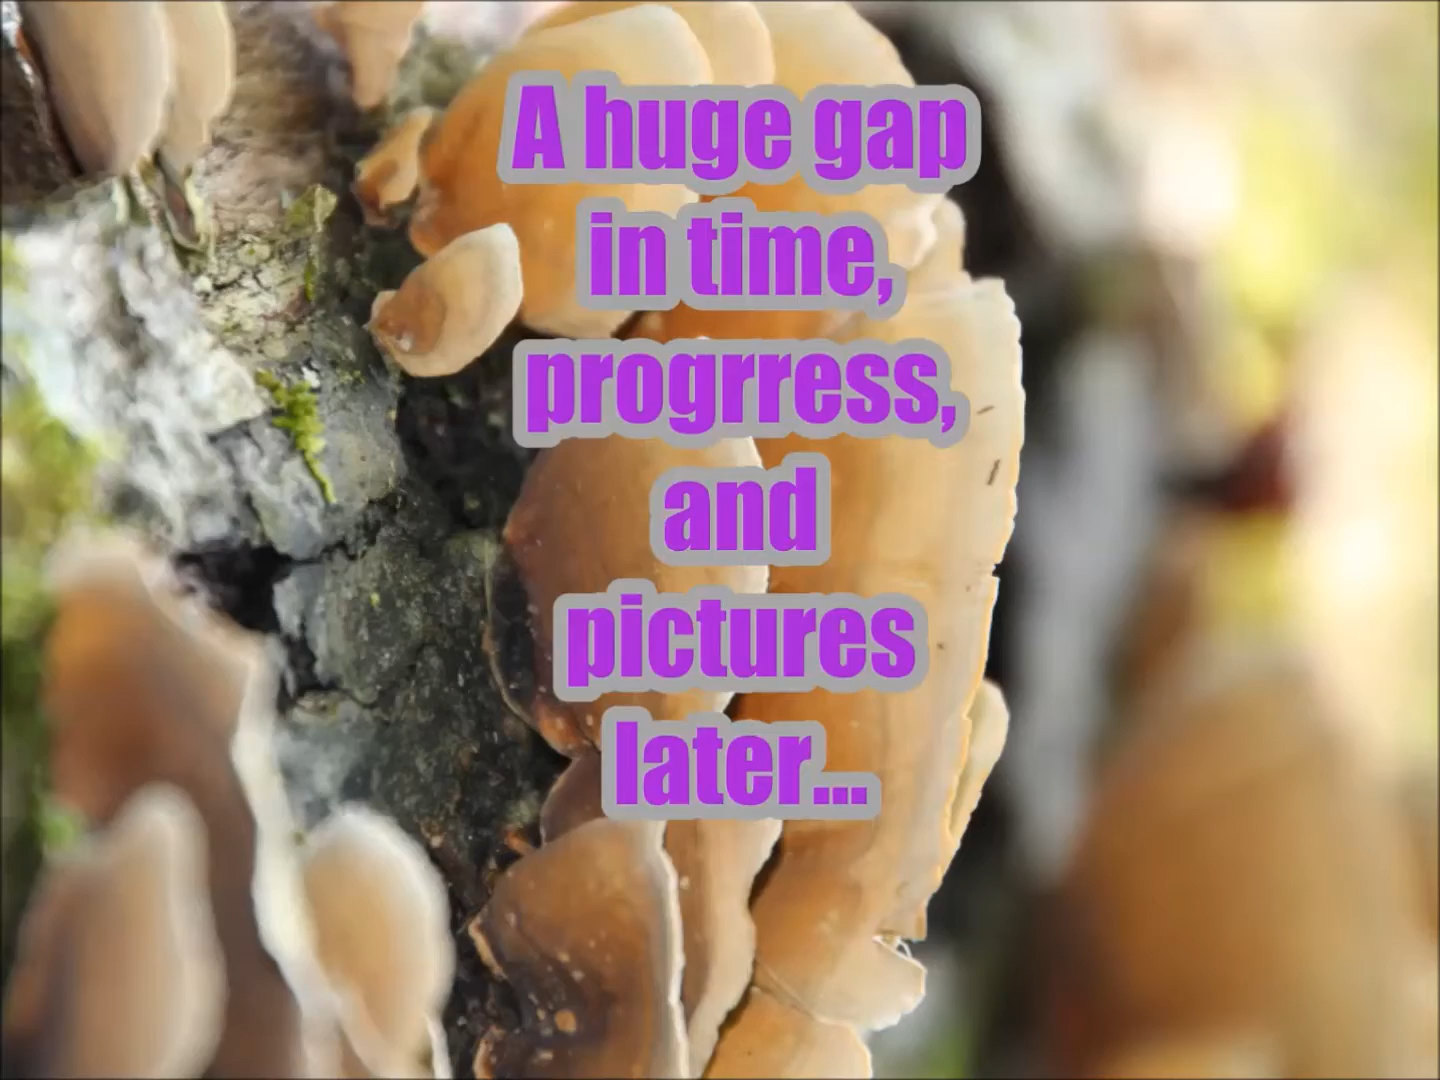 A huge gap
in time,
progrress,
and
pictures
later...